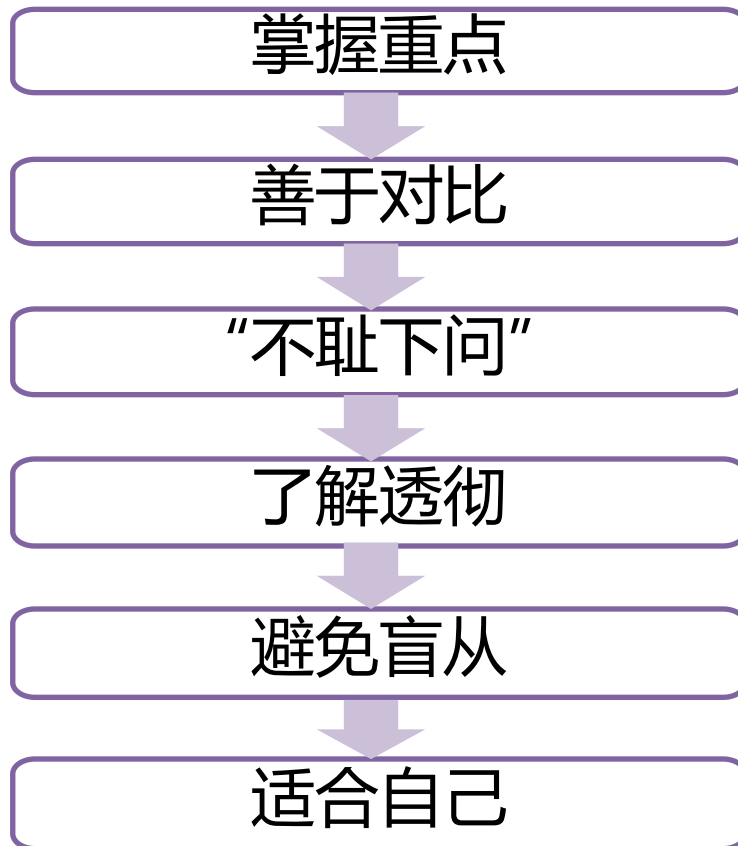 掌握重点
善于对比
“不耻下问”
了解透彻
避免盲从
适合自己